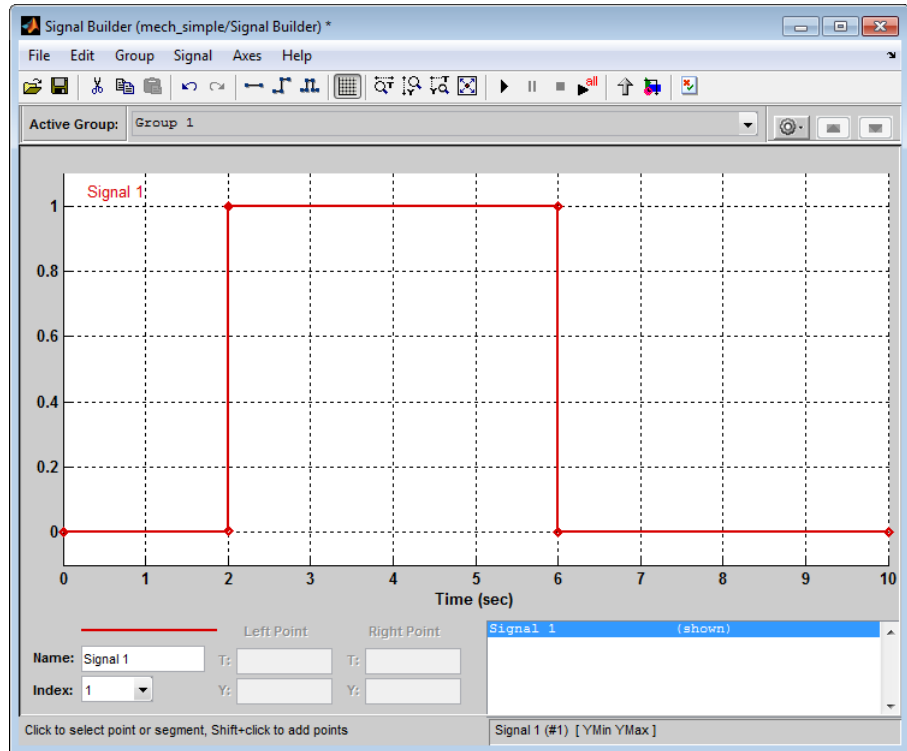 Signal Builder (mech_simple/Signal Builder) *
File Edit Group Signal Axes Help
all
Active Group: Group 1
Signal 1
1
0.8
0.6
0.4
0.2
0
0 1 2 3 4 5 6 7 8 9 10
Time (sec)
Left Point Right Point
Name: Signal 1 T: T:
Index: 1 Y: Y:
Signal 1 (shown)
Click to select point or segment, Shift+click to add points
Signal 1 (#1) [ YMin YMax ]